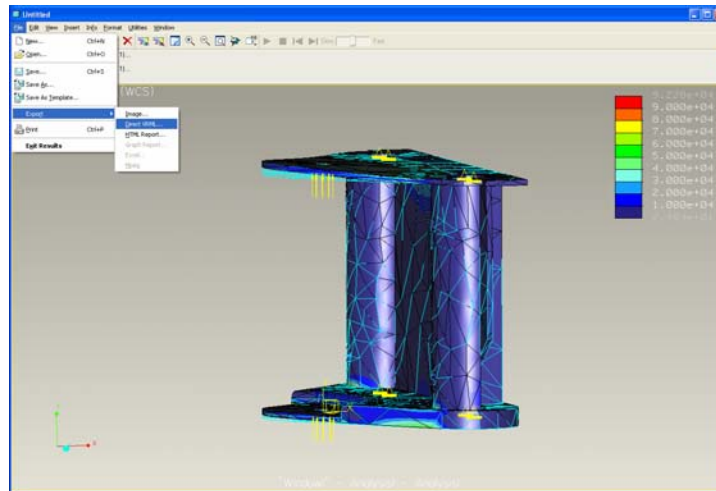 Untitled
File Edit View Insert Info Format Utilities Window
New... Ctrl+N
Open... Ctrl+O
Save... Ctrl+S
Save As...
Save As Template...
Export
Print Ctrl+P
Exit Results
Image...
Direct VRML...
HTML Report...
Graph Report...
Excel...
(WCS)
9.000e+04
8.000e+04
7.000e+04
6.000e+04
5.000e+04
4.000e+04
3.000e+04
2.000e+04
1.000e+04
Y
X
"Window" - Analysis1 - Analysis1